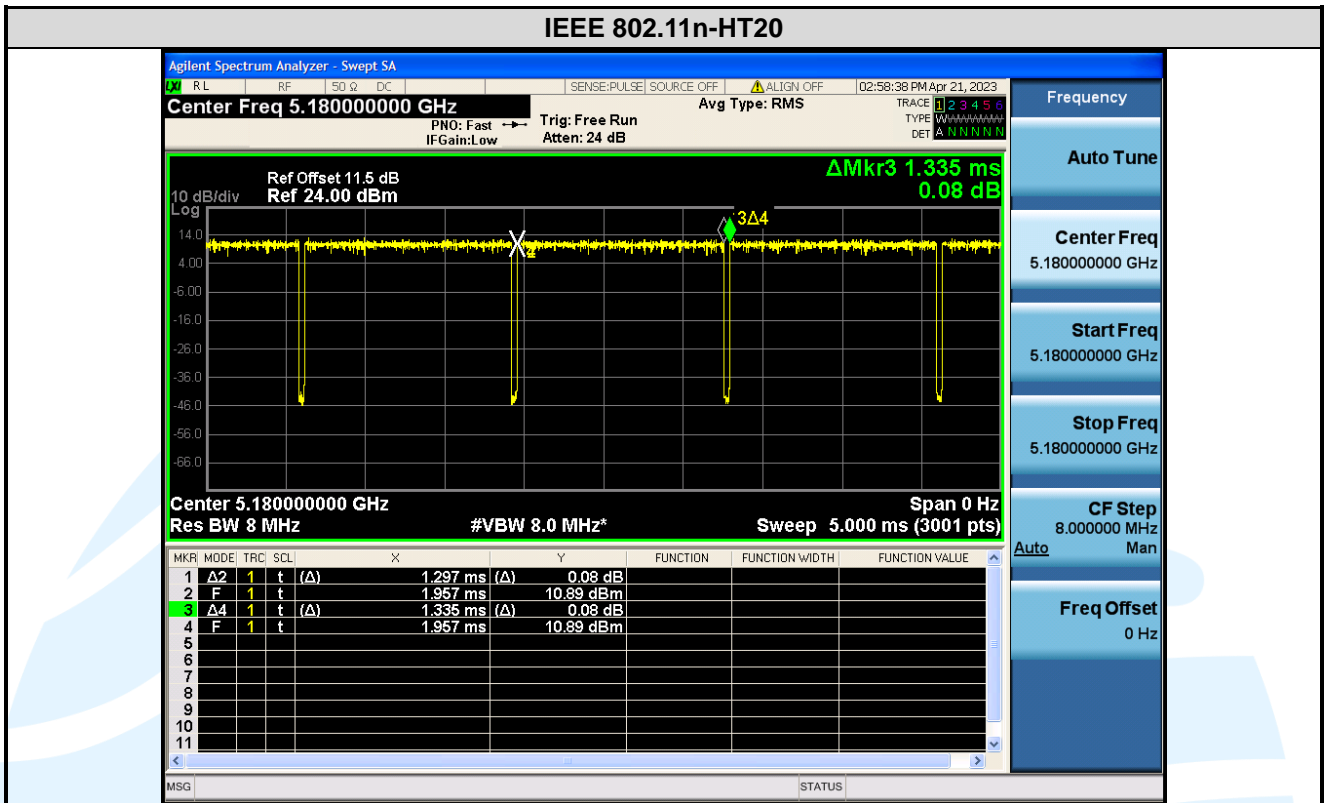 IEEE 802.11n-HT20
Agilent Spectrum Analyzer - Swept SA
LXI RL RF 50 Ω DC SENSE:PULSE SOURCE OFF ALIGN OFF 02:58:38 PM Apr 21, 2023
Center Freq 5.180000000 GHz Avg Type: RMS TRACE 1 2 3 4 5 6
PNO: Fast Trig: Free Run TYPE
IFGain:Low Atten: 24 dB DET A N N N N N
ΔMkr3 1.335 ms
0.08 dB
Ref Offset 11.5 dB
10 dB/div Ref 24.00 dBm
Log
3Δ4
14.0
4.00
-6.00
-16.0
-26.0
-36.0
-46.0
-56.0
-66.0
Center 5.180000000 GHz Span 0 Hz
Res BW 8 MHz #VBW 8.0 MHz* Sweep 5.000 ms (3001 pts)
MKR MODE TRC SCL X Y FUNCTION FUNCTION WIDTH FUNCTION VALUE
1 Δ2 1 t (Δ) 1.297 ms (Δ) 0.08 dB
2 F 1 t 1.957 ms 10.89 dBm
3 Δ4 1 t (Δ) 1.335 ms (Δ) 0.08 dB
4 F 1 t 1.957 ms 10.89 dBm
5
6
7
8
9
10
11
MSG STATUS
Frequency
Auto Tune
Center Freq
5.180000000 GHz
Start Freq
5.180000000 GHz
Stop Freq
5.180000000 GHz
CF Step
8.000000 MHz
Auto Man
Freq Offset
0 Hz